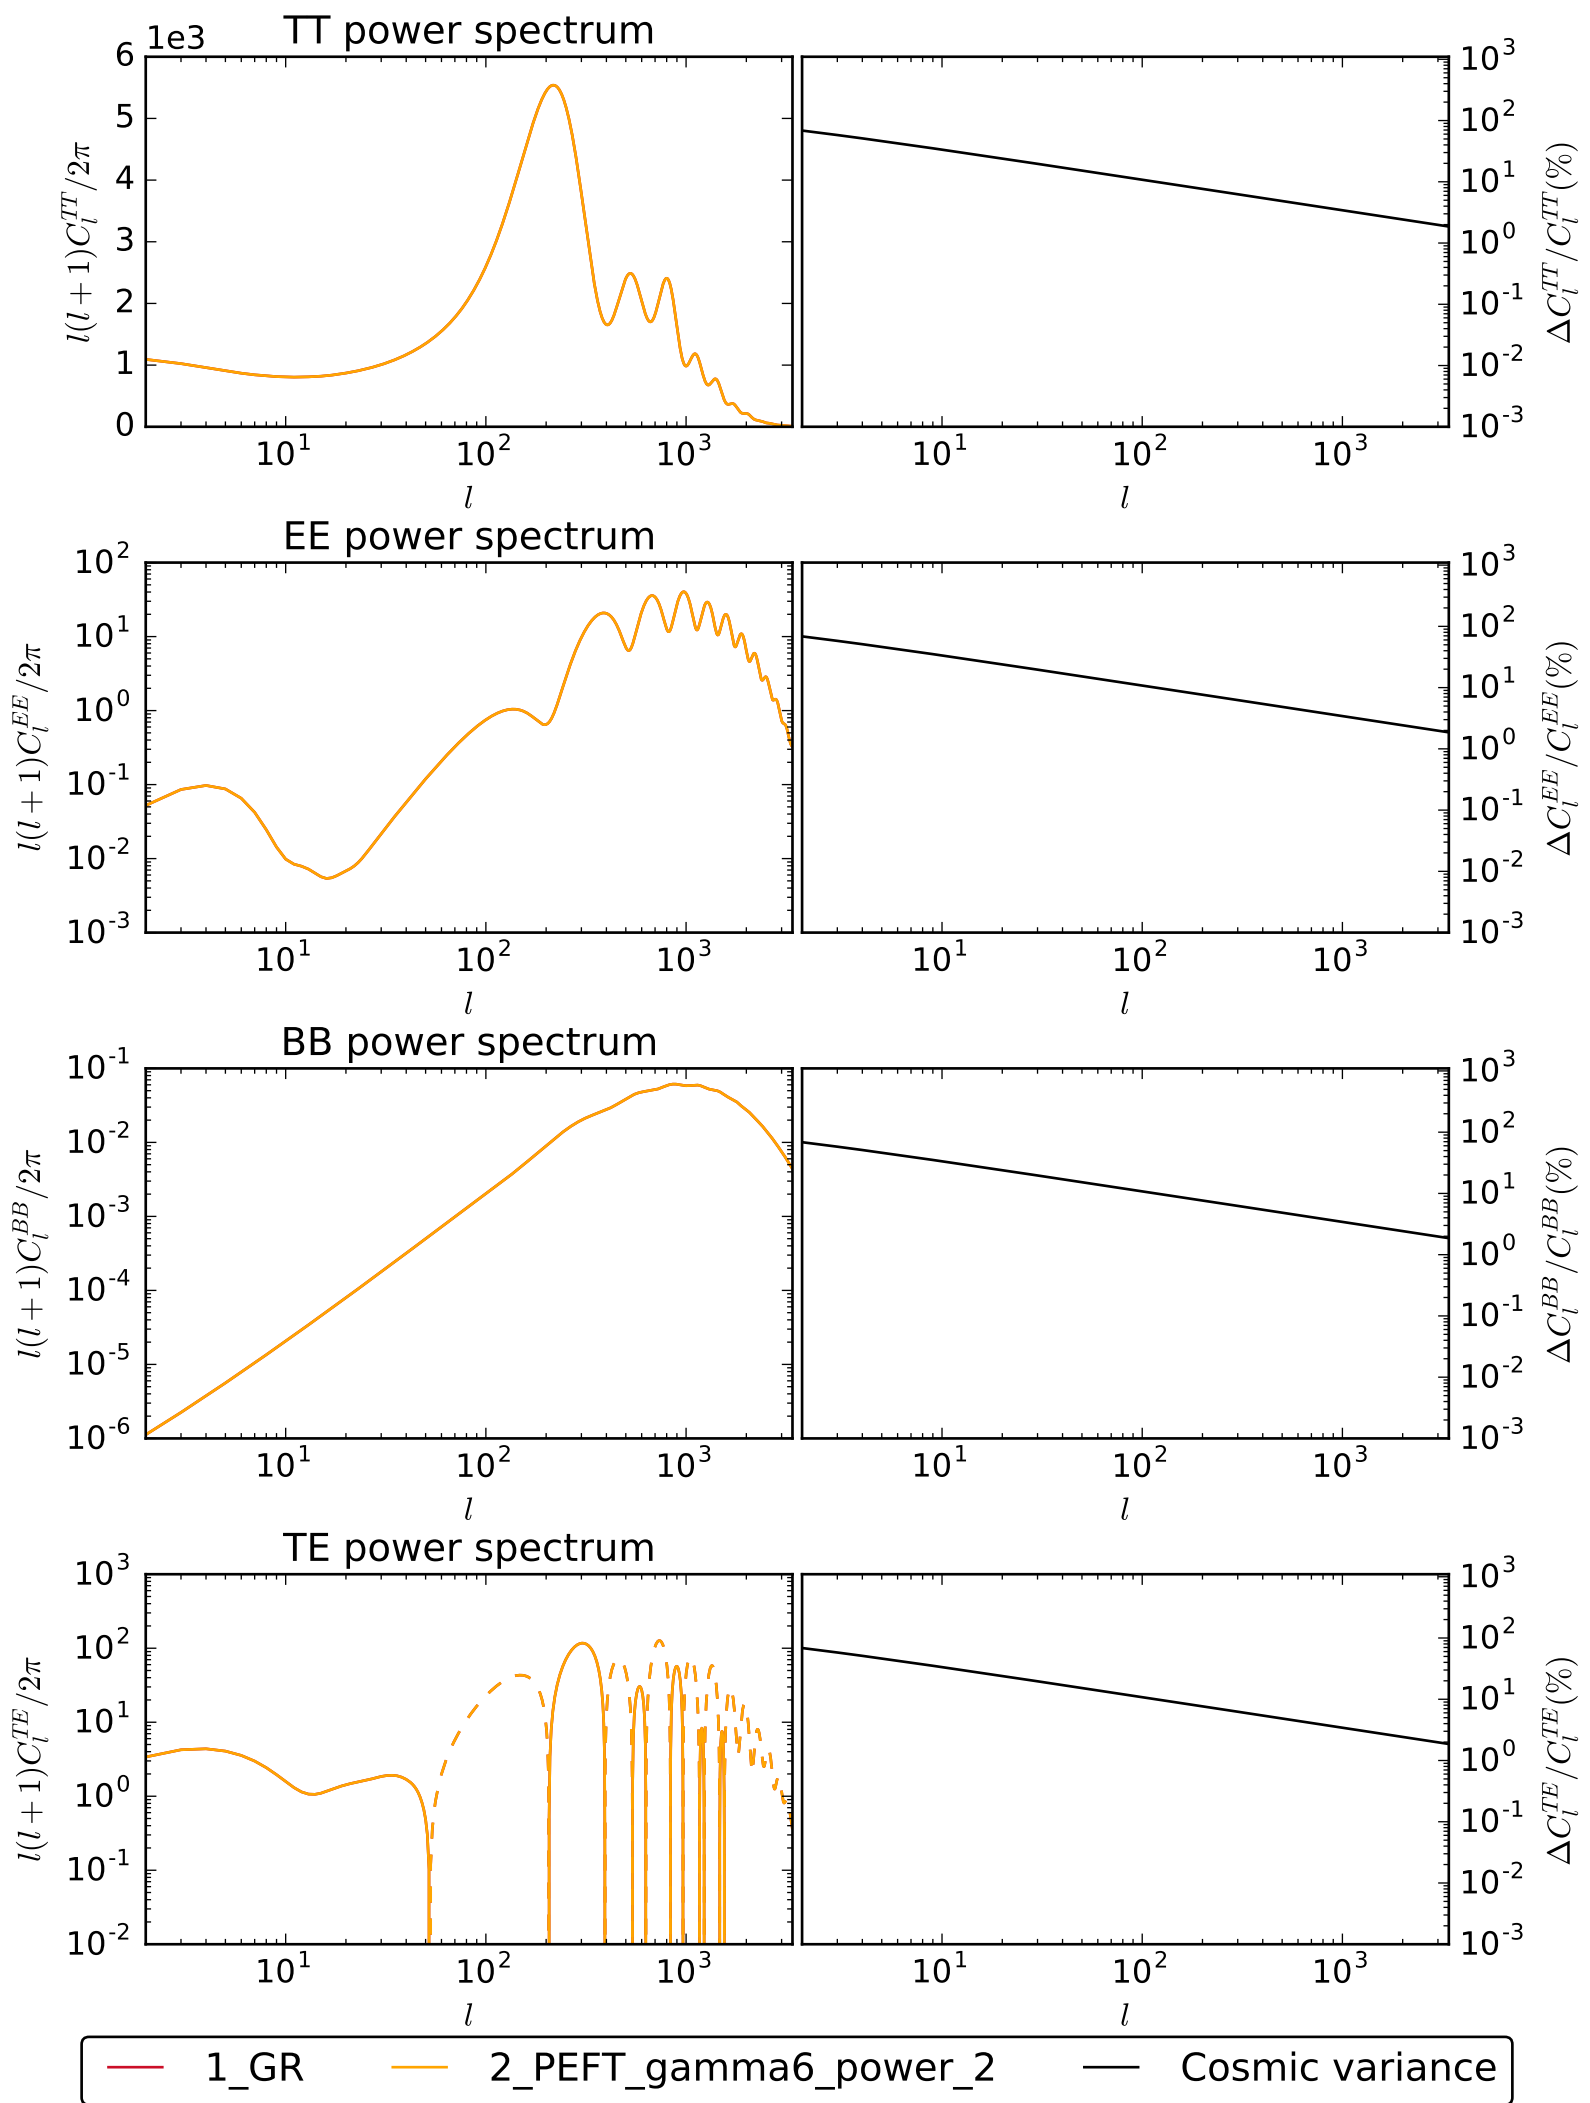 TT power spectrum
1e3
6
5
4
3
2
1
0
l(l+1)C_l^{TT}/2π
10^1 10^2 10^3
l
10^3
10^2
10^1
10^0
10^-1
10^-2
10^-3
ΔC_l^{TT}/C_l^{TT}(%)
10^1 10^2 10^3
l
EE power spectrum
10^2
10^1
10^0
10^-1
10^-2
10^-3
l(l+1)C_l^{EE}/2π
10^1 10^2 10^3
l
10^3
10^2
10^1
10^0
10^-1
10^-2
10^-3
ΔC_l^{EE}/C_l^{EE}(%)
10^1 10^2 10^3
l
BB power spectrum
10^-1
10^-2
10^-3
10^-4
10^-5
10^-6
l(l+1)C_l^{BB}/2π
10^1 10^2 10^3
l
10^3
10^2
10^1
10^0
10^-1
10^-2
10^-3
ΔC_l^{BB}/C_l^{BB}(%)
10^1 10^2 10^3
l
TE power spectrum
10^3
10^2
10^1
10^0
10^-1
10^-2
l(l+1)C_l^{TE}/2π
10^1 10^2 10^3
l
10^3
10^2
10^1
10^0
10^-1
10^-2
10^-3
ΔC_l^{TE}/C_l^{TE}(%)
10^1 10^2 10^3
l
1_GR 2_PEFT_gamma6_power_2 Cosmic variance